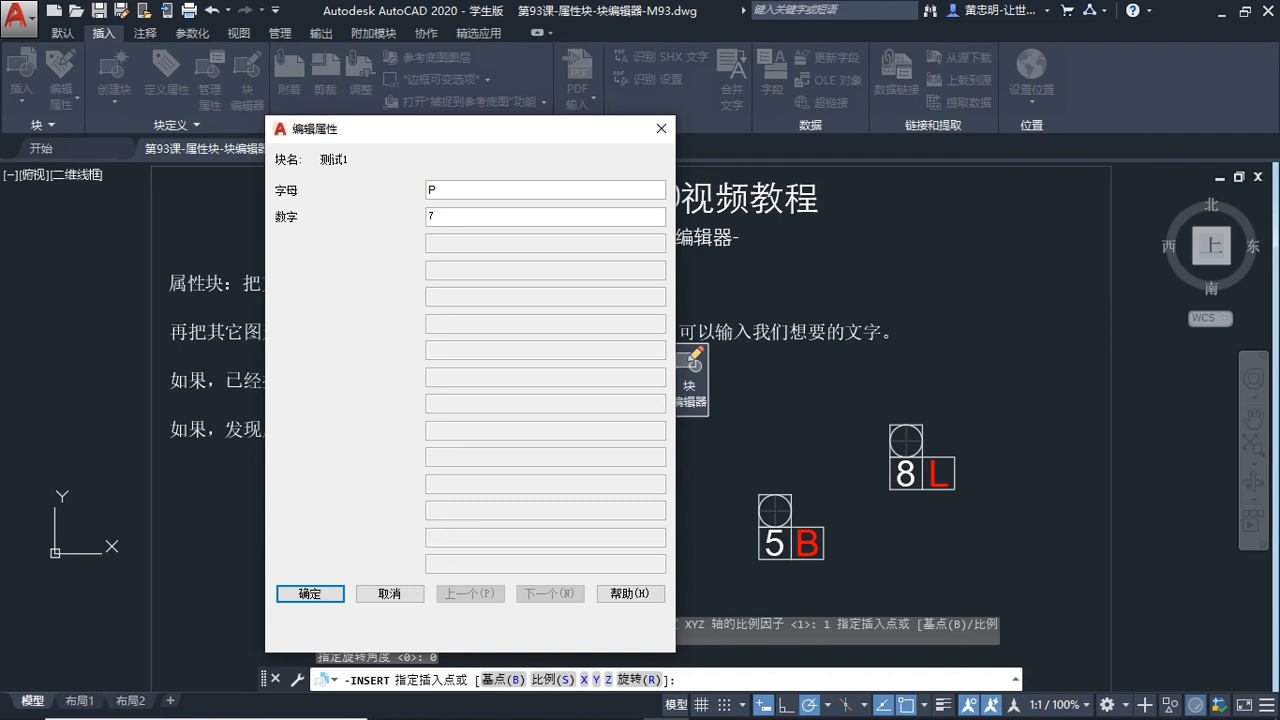 Autodesk AutoCAD 2020 - 学生版 第93课-属性块-块编辑器-M93.dwg 键入关键字或短语 黄忠明-让世...
默认 插入 注释 参数化 视图 管理 输出 附加模块 协作 精选应用
插入 编辑属性 创建块 定义属性 管理属性 块编辑器 附着 剪裁 调整
参考底图图层
*边框可变选项*
打开"捕捉到参考底图"功能
PDF 输入
识别 SHX 文字
识别 设置
合并文字
字段
更新字段
OLE 对象
超链接
数据链接
从源下载
上载到源
提取数据
设置位置
块 块定义 数据 链接和提取 位置
开始 第93课-属性块-块编辑器
[-][俯视][二维线框]
编辑属性
块名: 测试1
字母 P
数字 7
确定 取消 上一个(P) 下一个(N) 帮助(H)
视频教程
编辑器-
属性块: 把
再把其它图
可以输入我们想要的文字。
如果，已经
如果，发现
块
编辑器
8 L
5 B
北
西 上 东
南
WCS
Y
X
XYZ 轴的比例因子 <1>: 1 指定插入点或 [基点(B)/比例
指定旋转角度 <0>: 0
-INSERT 指定插入点或 [基点(B) 比例(S) X Y Z 旋转(R)]:
模型 布局1 布局2 +
模型 1:1 / 100%